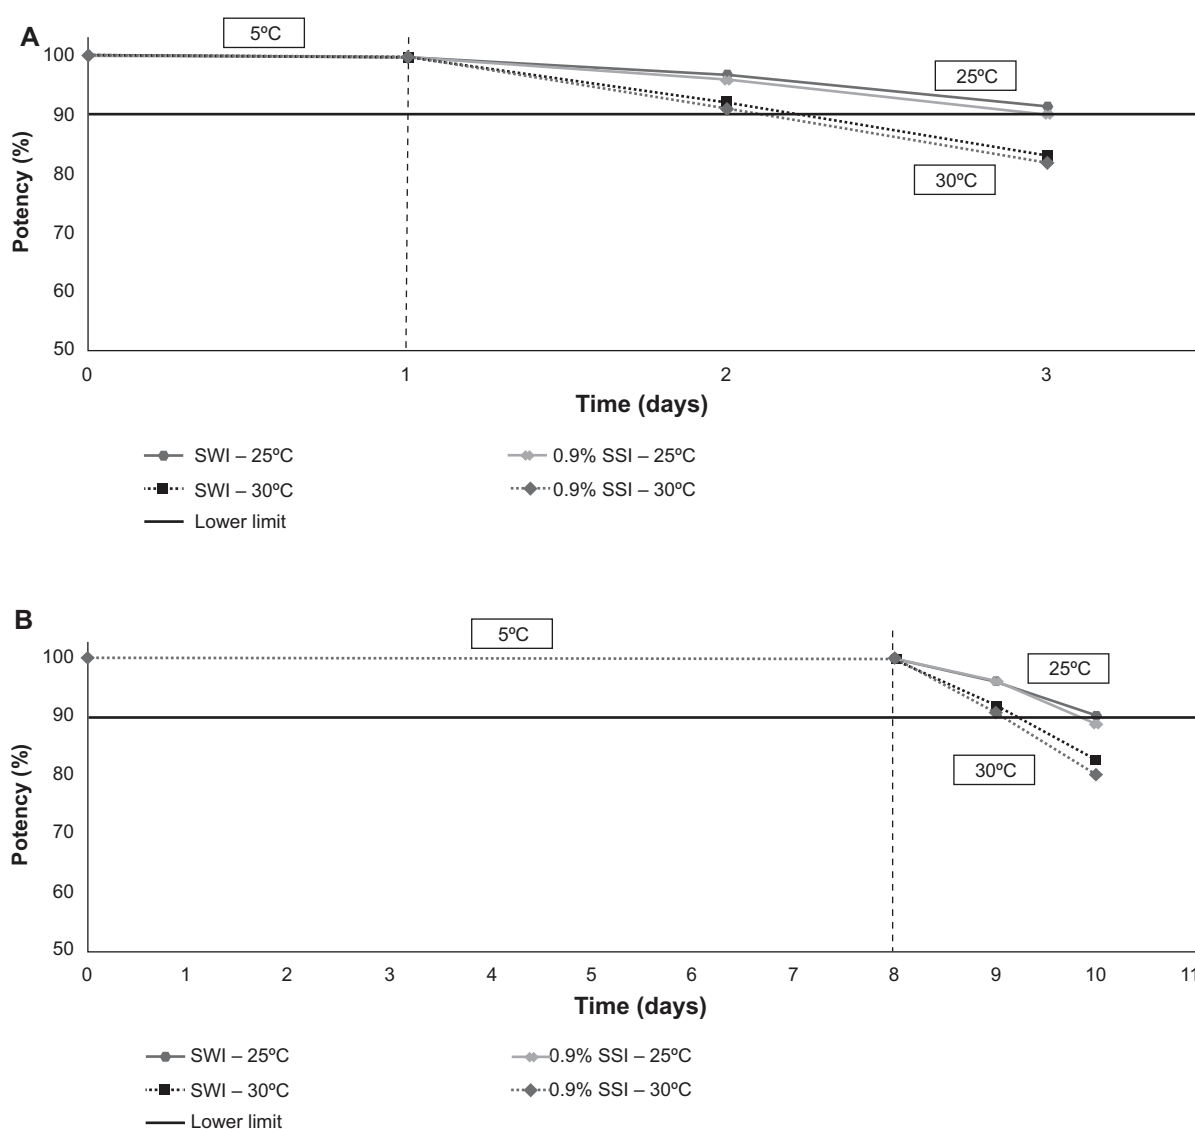 A
5ºC
100
25ºC
90
80
30ºC
70
60
50
Potency (%)
0 1 2 3
Time (days)
SWI – 25ºC 0.9% SSI – 25ºC
SWI – 30ºC 0.9% SSI – 30ºC
Lower limit
B
5ºC
100
25ºC
90
30ºC
80
70
60
50
Potency (%)
0 1 2 3 4 5 6 7 8 9 10 11
Time (days)
SWI – 25ºC 0.9% SSI – 25ºC
SWI – 30ºC 0.9% SSI – 30ºC
Lower limit